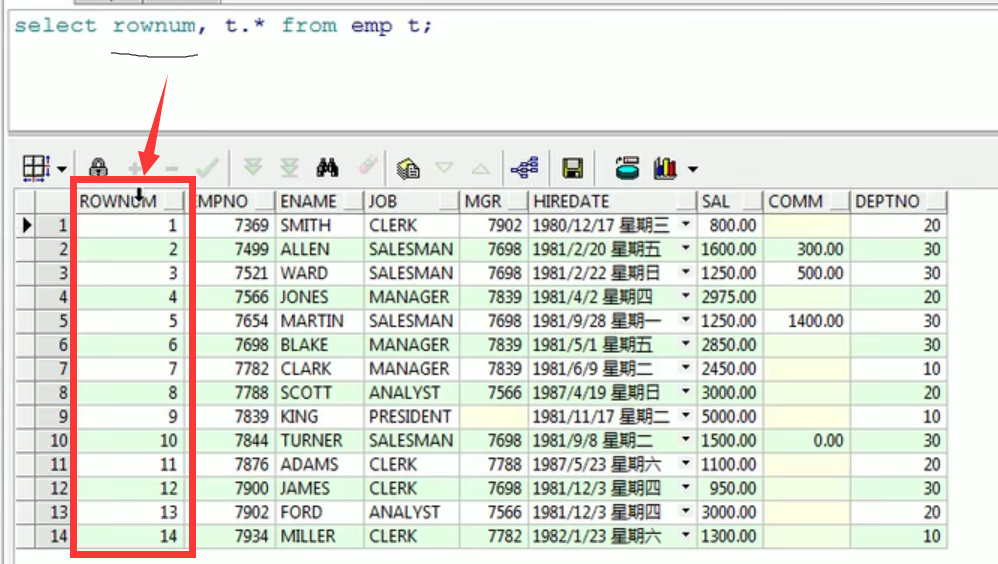 select rownum, t.* from emp t;
ROWNUM EMPNO ENAME JOB MGR HIREDATE SAL COMM DEPTNO
1 1 7369 SMITH CLERK 7902 1980/12/17 星期三 800.00 20
2 2 7499 ALLEN SALESMAN 7698 1981/2/20 星期五 1600.00 300.00 30
3 3 7521 WARD SALESMAN 7698 1981/2/22 星期日 1250.00 500.00 30
4 4 7566 JONES MANAGER 7839 1981/4/2 星期四 2975.00 20
5 5 7654 MARTIN SALESMAN 7698 1981/9/28 星期一 1250.00 1400.00 30
6 6 7698 BLAKE MANAGER 7839 1981/5/1 星期五 2850.00 30
7 7 7782 CLARK MANAGER 7839 1981/6/9 星期二 2450.00 10
8 8 7788 SCOTT ANALYST 7566 1987/4/19 星期日 3000.00 20
9 9 7839 KING PRESIDENT 1981/11/17 星期二 5000.00 10
10 10 7844 TURNER SALESMAN 7698 1981/9/8 星期二 1500.00 0.00 30
11 11 7876 ADAMS CLERK 7788 1987/5/23 星期六 1100.00 20
12 12 7900 JAMES CLERK 7698 1981/12/3 星期四 950.00 30
13 13 7902 FORD ANALYST 7566 1981/12/3 星期四 3000.00 20
14 14 7934 MILLER CLERK 7782 1982/1/23 星期六 1300.00 10